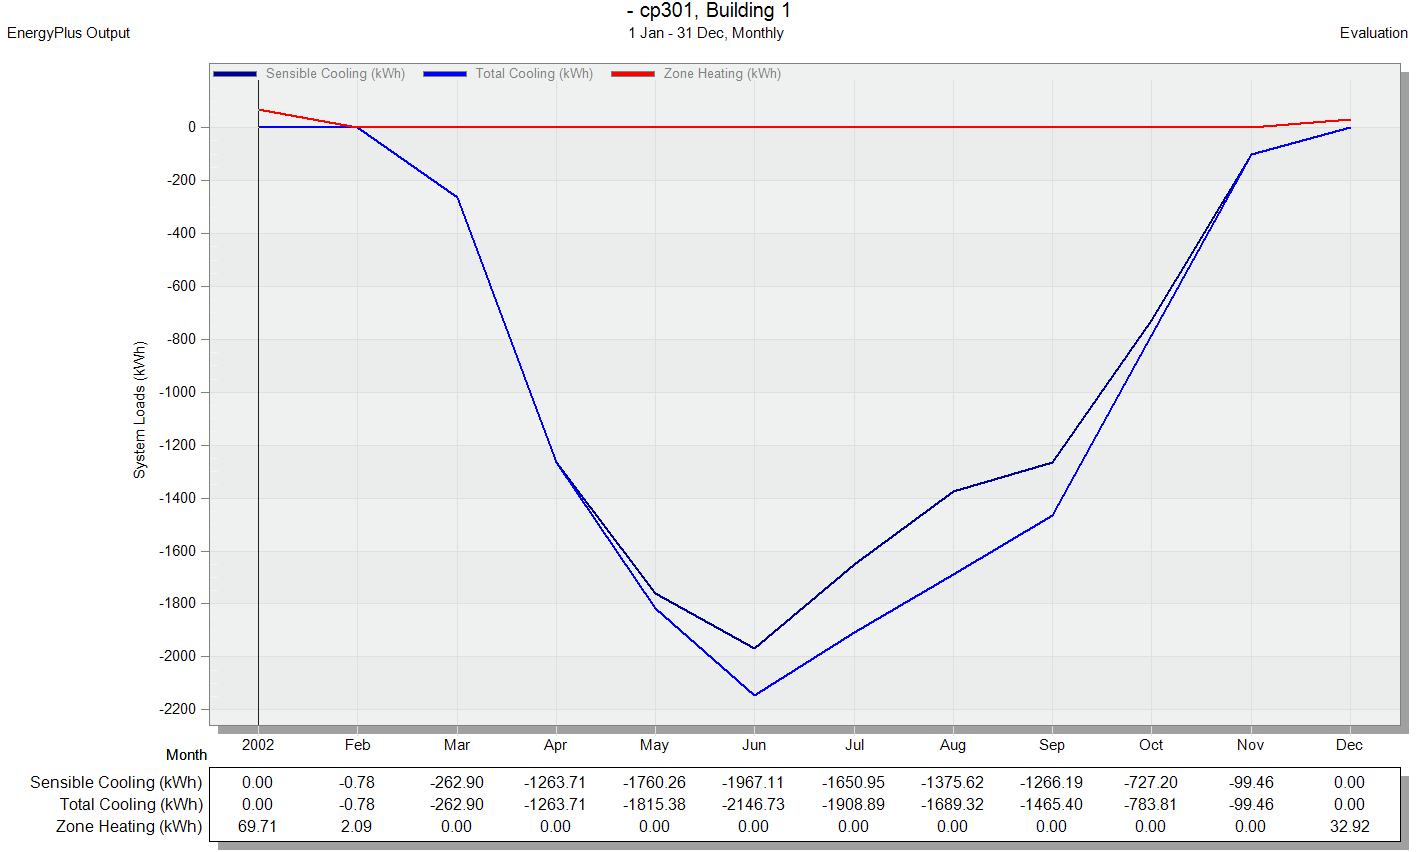 - cp301, Building 1
EnergyPlus Output
1 Jan - 31 Dec, Monthly
Evaluation
Sensible Cooling (kWh) Total Cooling (kWh) Zone Heating (kWh)
System Loads (kWh)
0
-200
-400
-600
-800
-1000
-1200
-1400
-1600
-1800
-2000
-2200
Month 2002 Feb Mar Apr May Jun Jul Aug Sep Oct Nov Dec
Sensible Cooling (kWh) 0.00 -0.78 -262.90 -1263.71 -1760.26 -1967.11 -1650.95 -1375.62 -1266.19 -727.20 -99.46 0.00
Total Cooling (kWh) 0.00 -0.78 -262.90 -1263.71 -1815.38 -2146.73 -1908.89 -1689.32 -1465.40 -783.81 -99.46 0.00
Zone Heating (kWh) 69.71 2.09 0.00 0.00 0.00 0.00 0.00 0.00 0.00 0.00 0.00 32.92